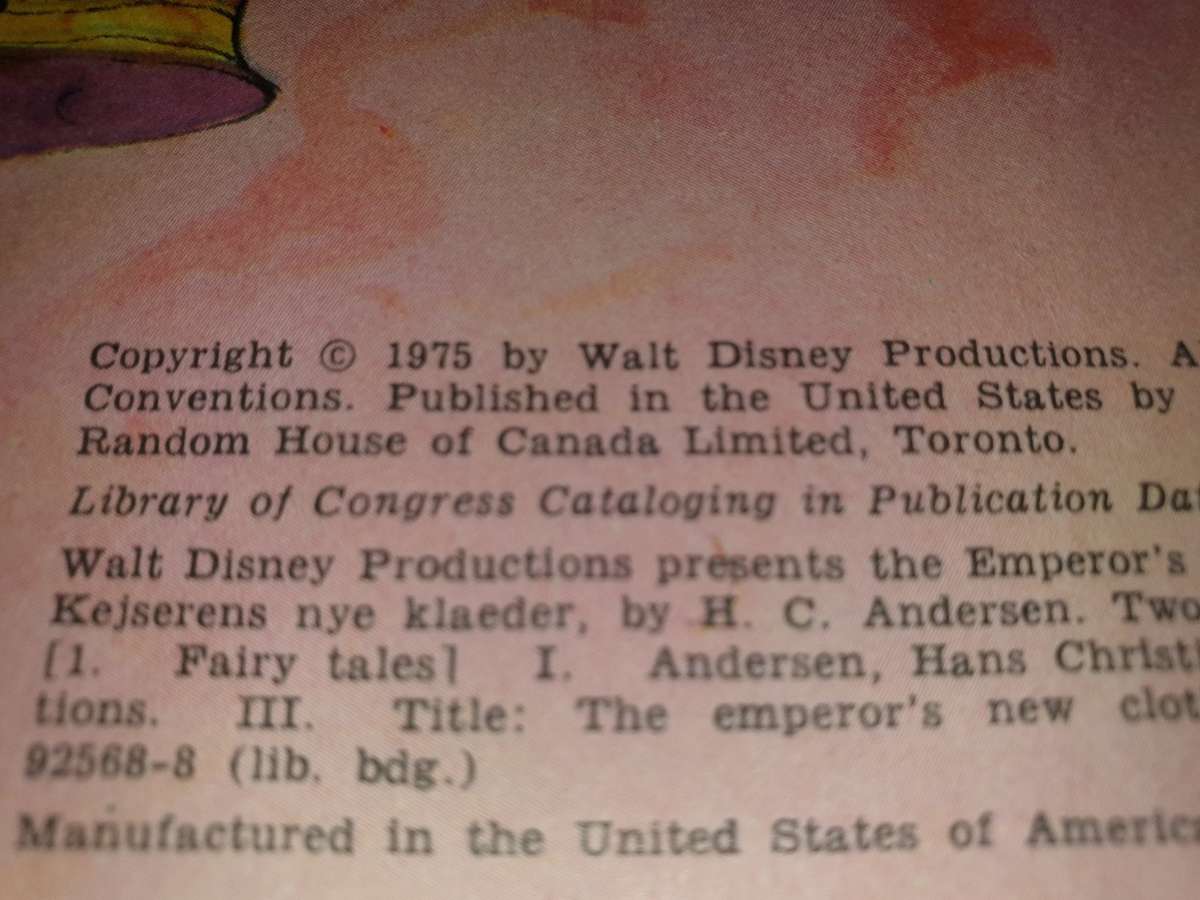 Copyright © 1975 by Walt Disney Productions. A
Conventions. Published in the United States by
Random House of Canada Limited, Toronto.
Library of Congress Cataloging in Publication Dat
Walt Disney Productions presents the Emperor's
Kejserens nye klaeder, by H. C. Andersen. Two
[1. Fairy tales] I. Andersen, Hans Christi
tions. III. Title: The emperor's new clot
92568-8 (lib. bdg.)
Manufactured in the United States of America